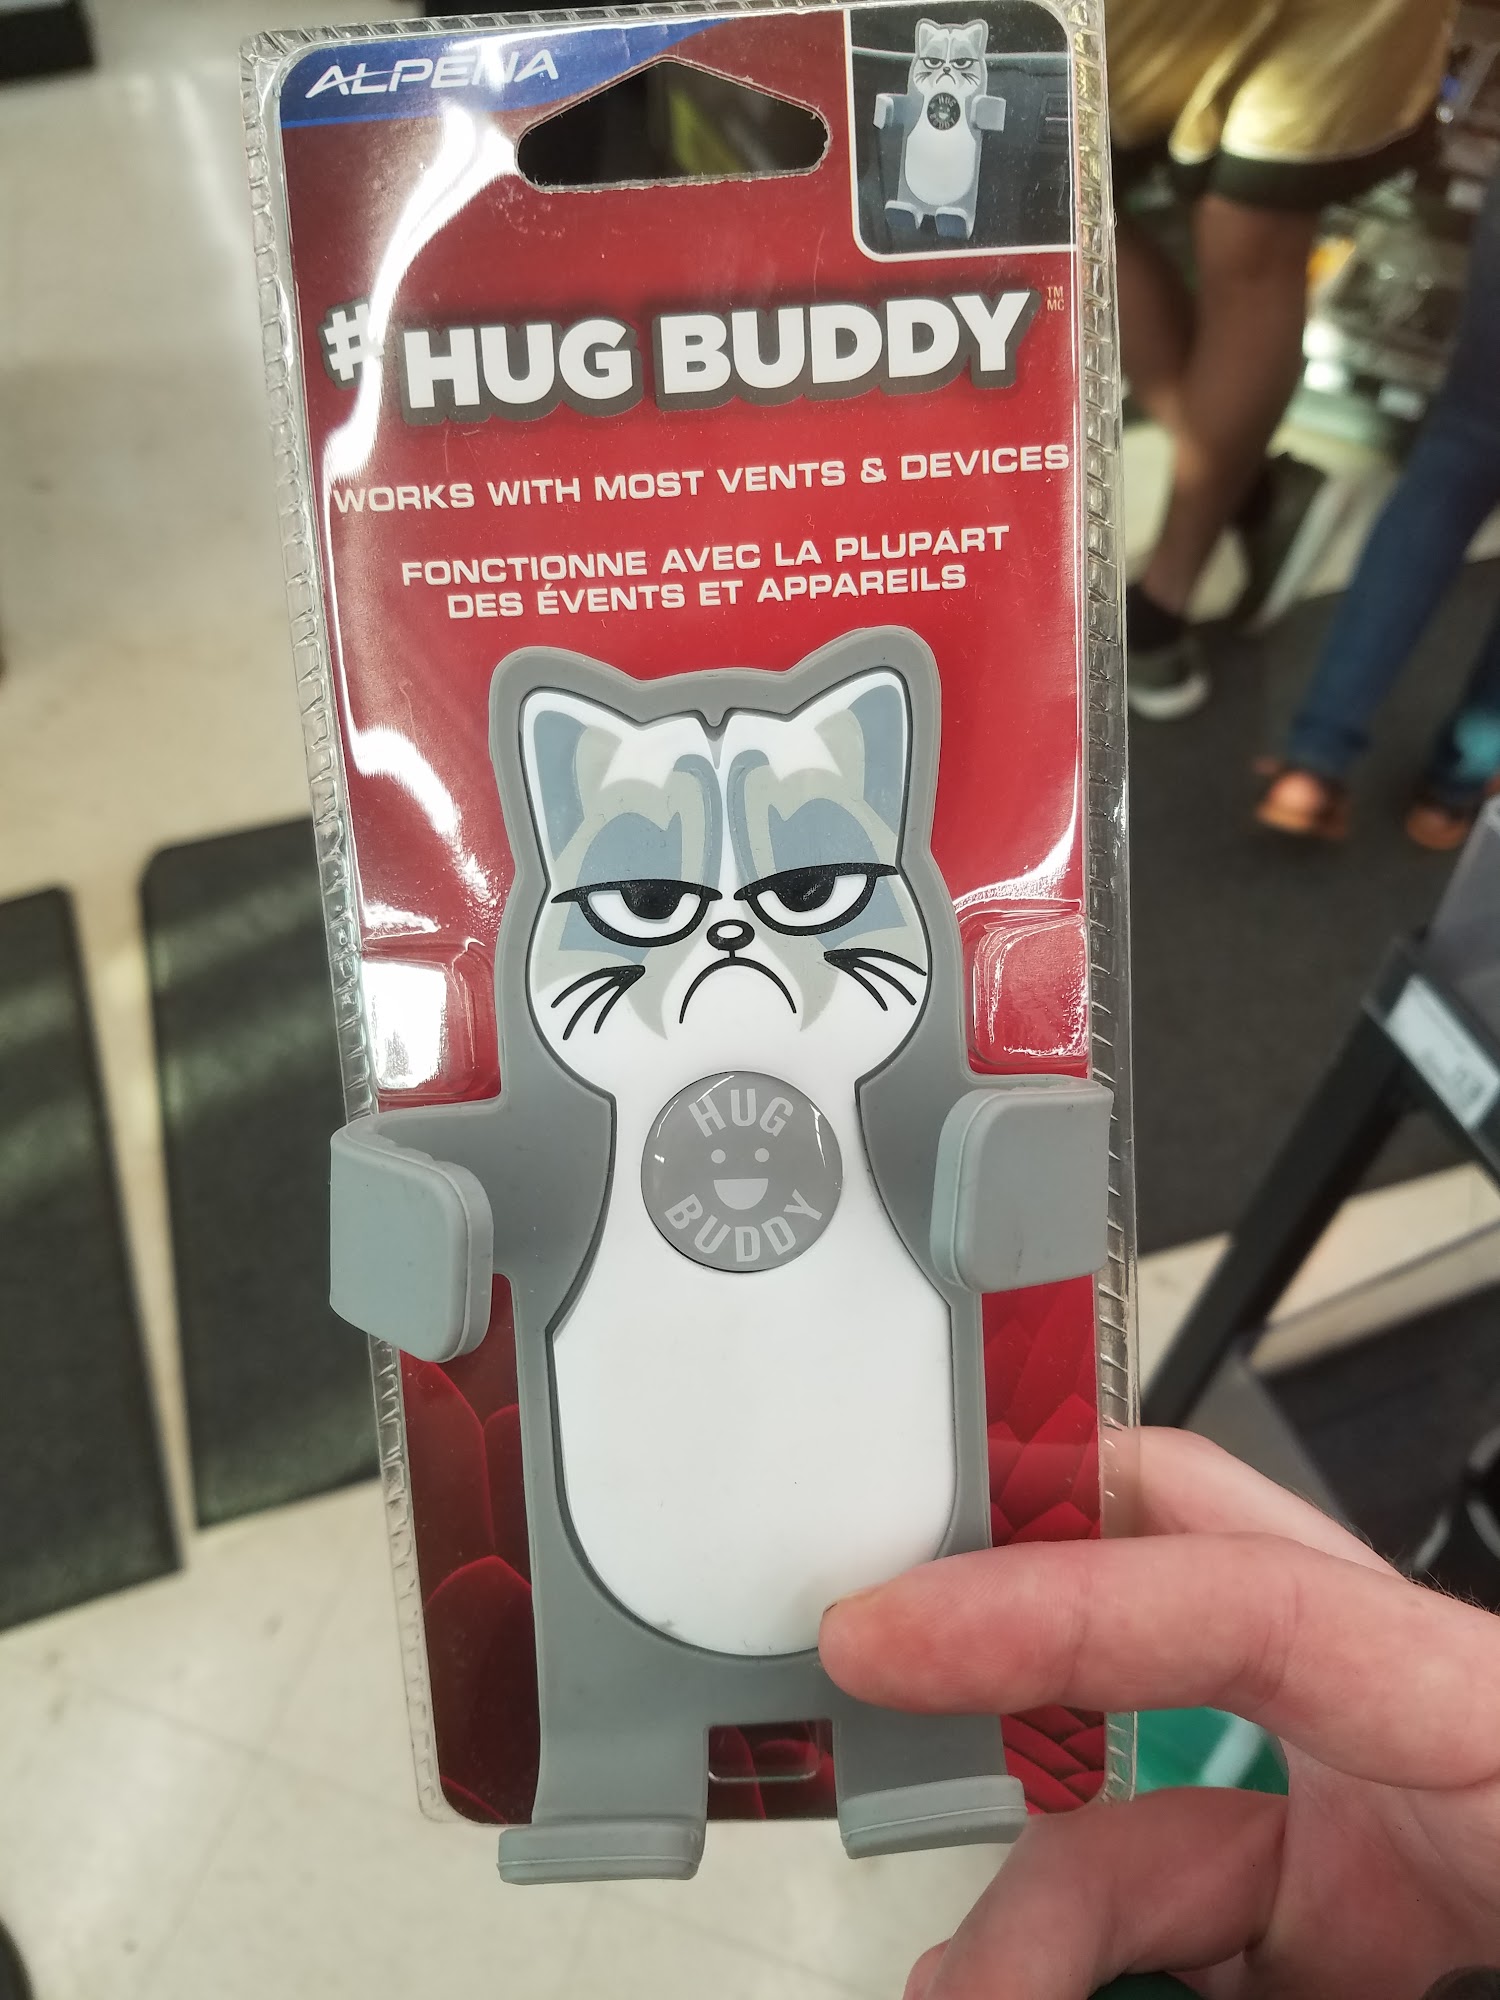 ALPENA
#HUG BUDDY
TM
MC
WORKS WITH MOST VENTS & DEVICES
FONCTIONNE AVEC LA PLUPART
DES ÉVENTS ET APPAREILS
HUG
BUDDY